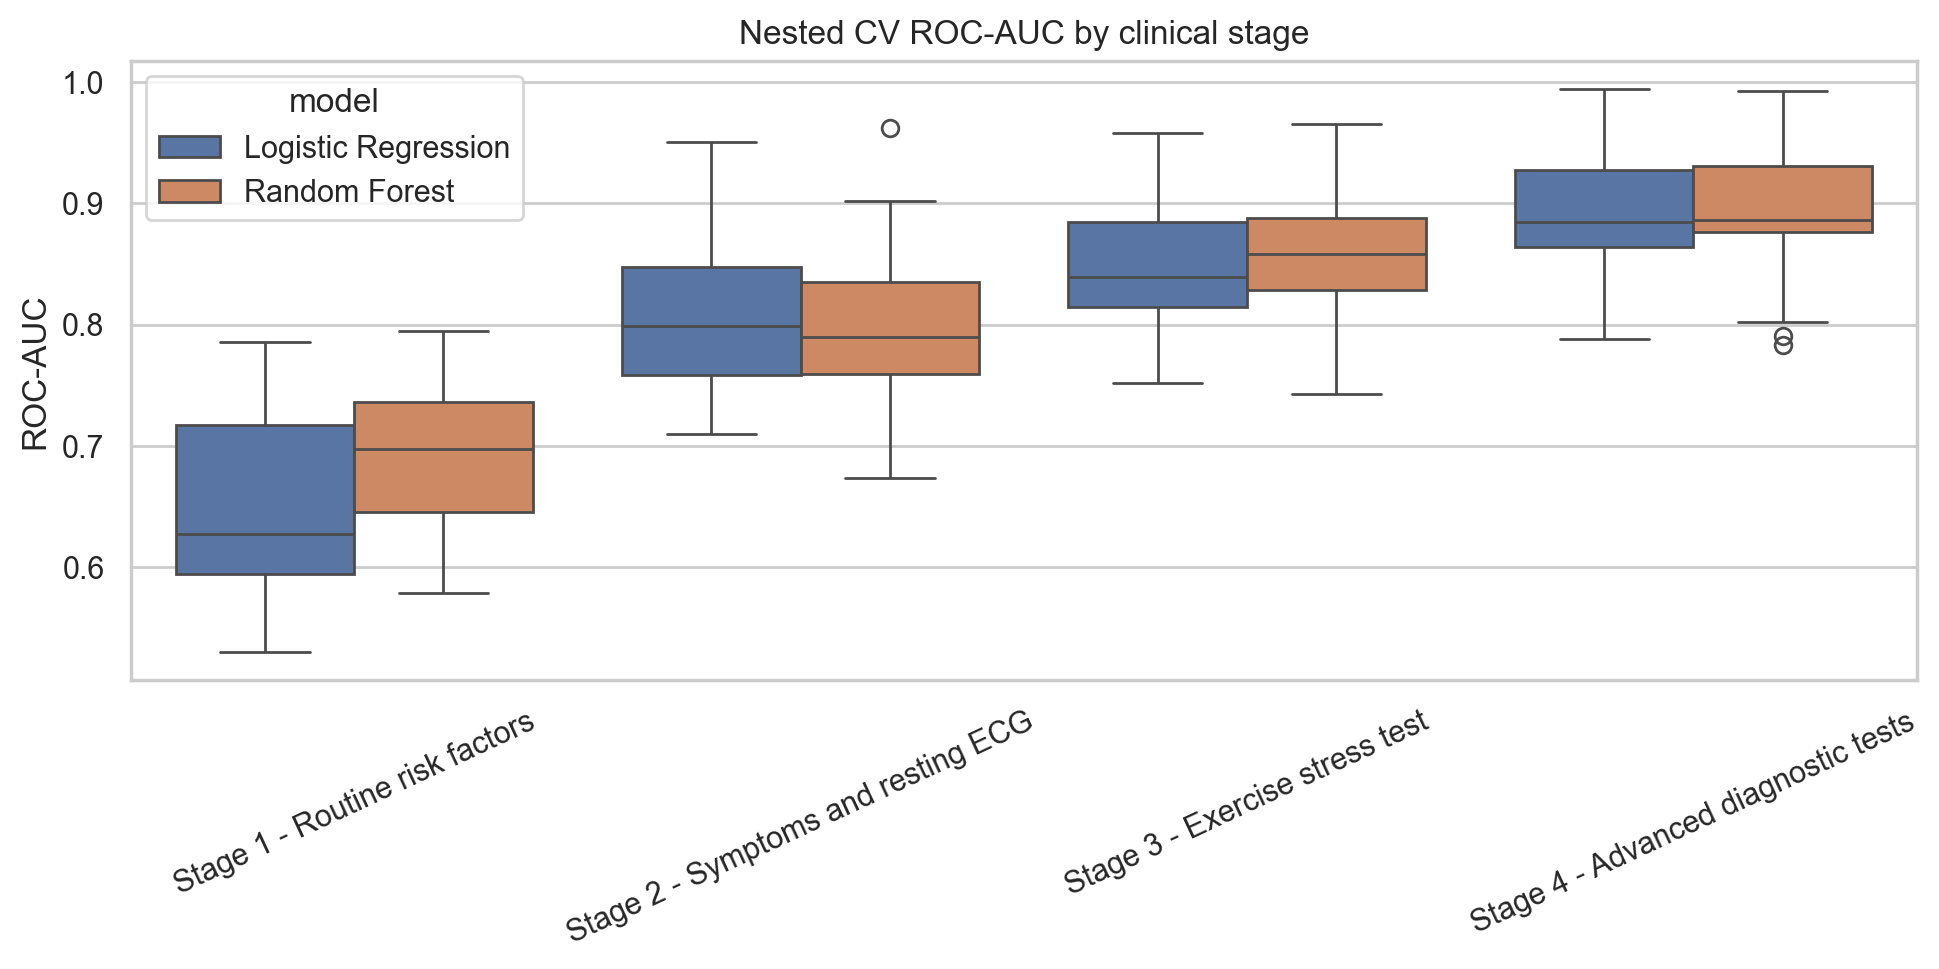 Nested CV ROC-AUC by clinical stage
model
Logistic Regression
Random Forest
ROC-AUC
1.0
0.9
0.8
0.7
0.6
Stage 1 - Routine risk factors
Stage 2 - Symptoms and resting ECG
Stage 3 - Exercise stress test
Stage 4 - Advanced diagnostic tests